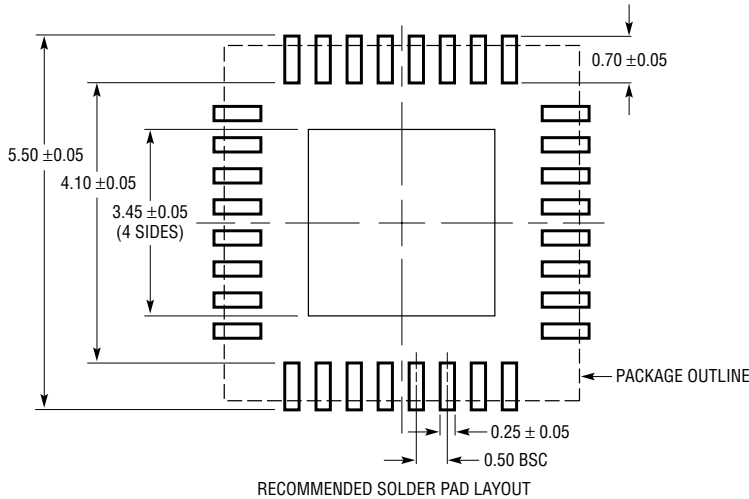 0.70 ±0.05
5.50 ±0.05
4.10 ±0.05
3.45 ±0.05
(4 SIDES)
PACKAGE OUTLINE
0.25 ± 0.05
0.50 BSC
RECOMMENDED SOLDER PAD LAYOUT